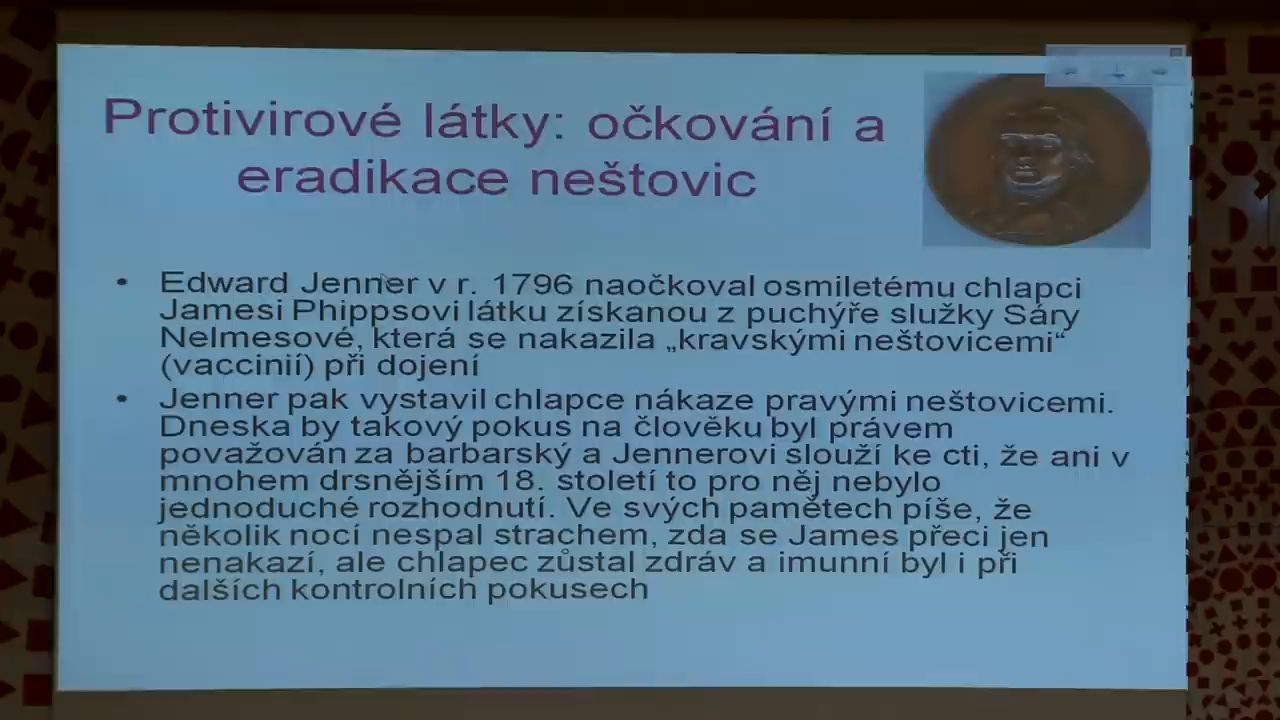 Protivirové látky: očkování a
eradikace neštovic
• Edward Jenner v r. 1796 naočkoval osmiletému chlapci
Jamesi Phippsovi látku získanou z puchýře služky Sáry
Nelmesové, která se nakazila „kravskými neštovicemi“
(vaccinií) při dojení
• Jenner pak vystavil chlapce nákaze pravými neštovicemi.
Dneska by takový pokus na člověku byl právem
považován za barbarský a Jennerovi slouží ke cti, že ani v
mnohem drsnějším 18. století to pro něj nebylo
jednoduché rozhodnutí. Ve svých pamětech píše, že
několik nocí nespal strachem, zda se James přeci jen
nenakazí, ale chlapec zůstal zdráv a imunní byl i při
dalších kontrolních pokusech